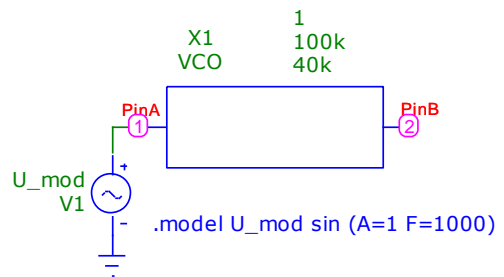 X1
VCO
1
100k
40k
PinA
1
PinB
2
U_mod
V1
+
-
.model U_mod sin (A=1 F=1000)